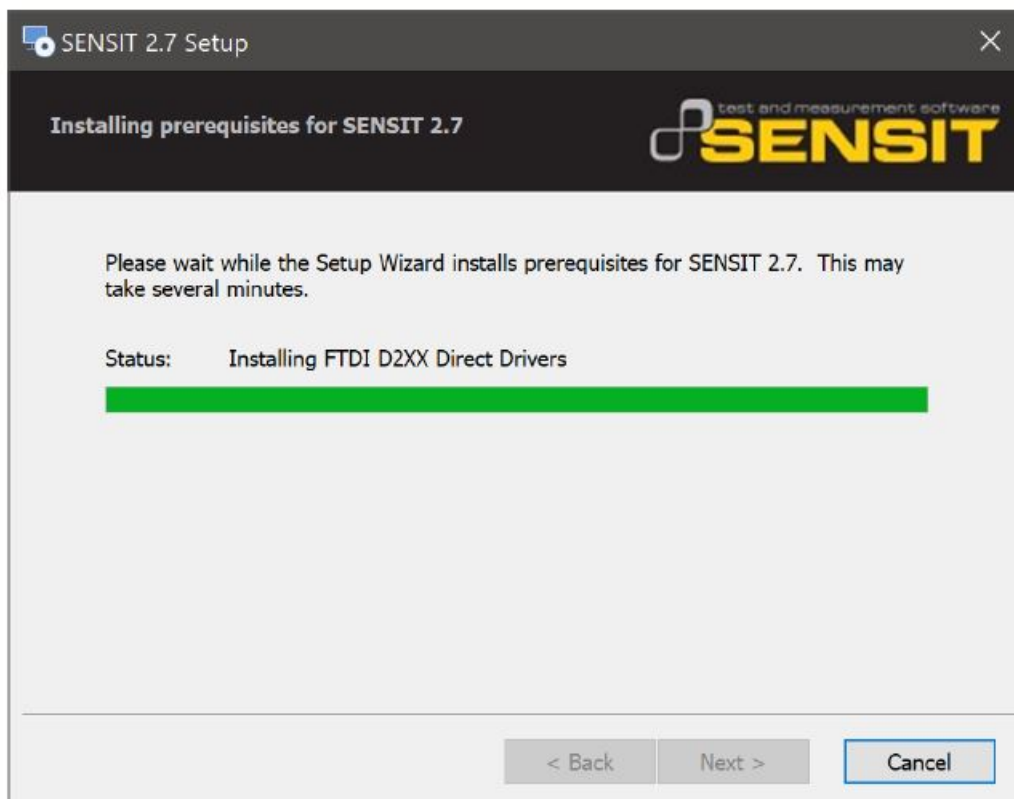 SENSIT 2.7 Setup
Installing prerequisites for SENSIT 2.7
test and measurement software
SENSIT
Please wait while the Setup Wizard installs prerequisites for SENSIT 2.7. This may
take several minutes.
Status: Installing FTDI D2XX Direct Drivers
< Back Next > Cancel